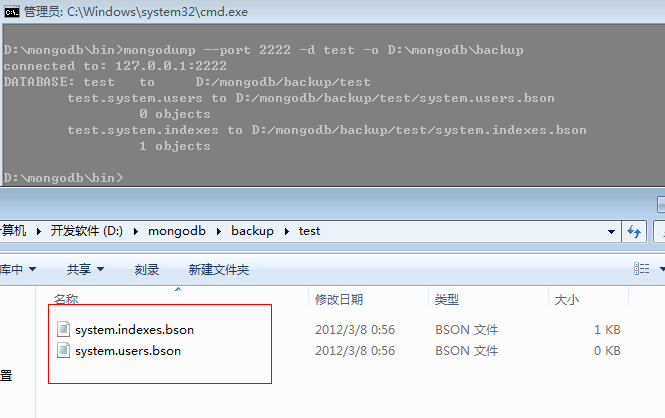 管理员: C:\Windows\system32\cmd.exe
D:\mongodb\bin>mongodump --port 2222 -d test -o D:\mongodb\backup
connected to: 127.0.0.1:2222
DATABASE: test to D:/mongodb/backup/test
test.system.users to D:/mongodb/backup/test/system.users.bson
0 objects
test.system.indexes to D:/mongodb/backup/test/system.indexes.bson
1 objects
D:\mongodb\bin>
计算机 开发软件 (D:) mongodb backup test
库中 共享 刻录 新建文件夹
名称 修改日期 类型 大小
system.indexes.bson 2012/3/8 0:56 BSON 文件 1 KB
system.users.bson 2012/3/8 0:56 BSON 文件 0 KB
置